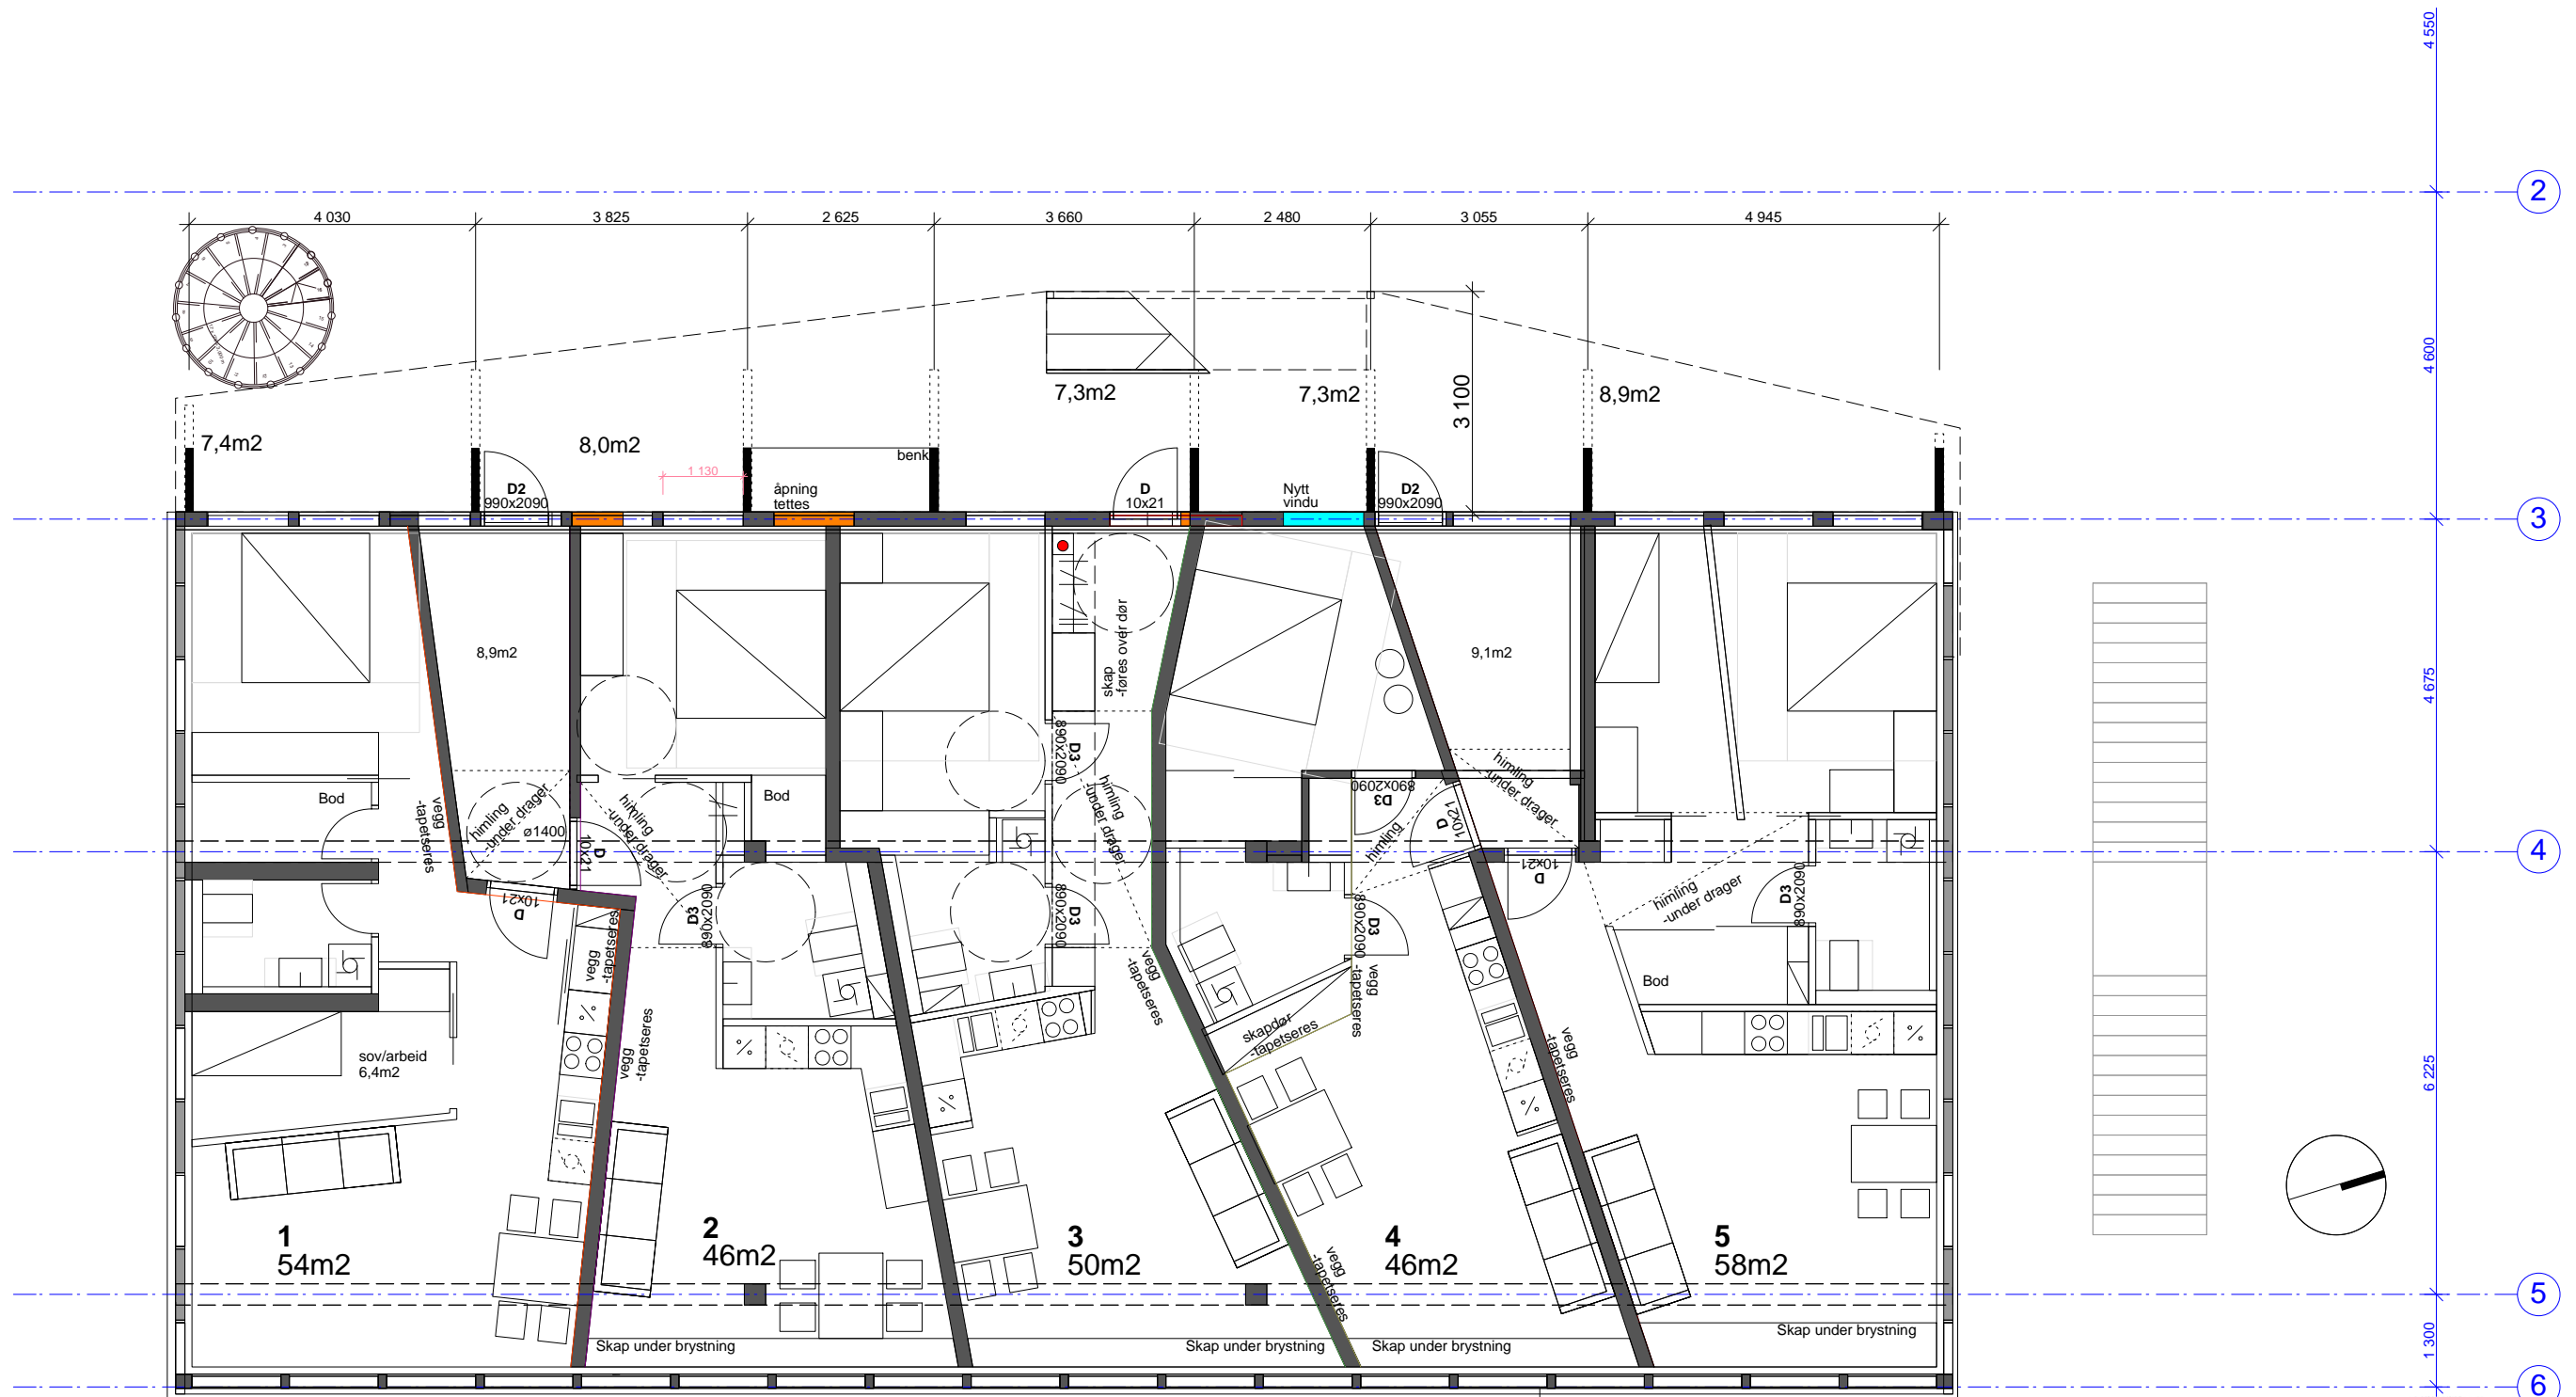 4 550
2
4 030
3 825
2 625
3 660
2 480
3 055
4 945
4 600
7,4m2
8,0m2
7,3m2
7,3m2
8,9m2
3 100
benk
1 130
D2
990x2090
åpning
tettes
D
10x21
Nytt
vindu
D2
990x2090
3
8,9m2
9,1m2
skap
-føres over dør
4 675
D3
890x2090
himling
-under drager
D3
890x2090
himling
-under drager
Bod
vegg
-tapetseres
himling
-under drager
ø1400
D
10x21
himling
-under drager
Bod
himling
D
10x21
4
D
10x21
D
10x21
vegg
-tapetseres
D3
890x2090
D3
890x2090
D3
890x2090
himling
-under drager
D3
890x2090
vegg
-tapetseres
vegg
-tapetseres
Bod
vegg
-tapetseres
skapdør
-tapetseres
vegg
-tapetseres
sov/arbeid
6,4m2
6 225
1
54m2
2
46m2
3
50m2
4
46m2
5
58m2
vegg
-tapetseres
5
Skap under brystning
Skap under brystning
Skap under brystning
Skap under brystning
1 300
6